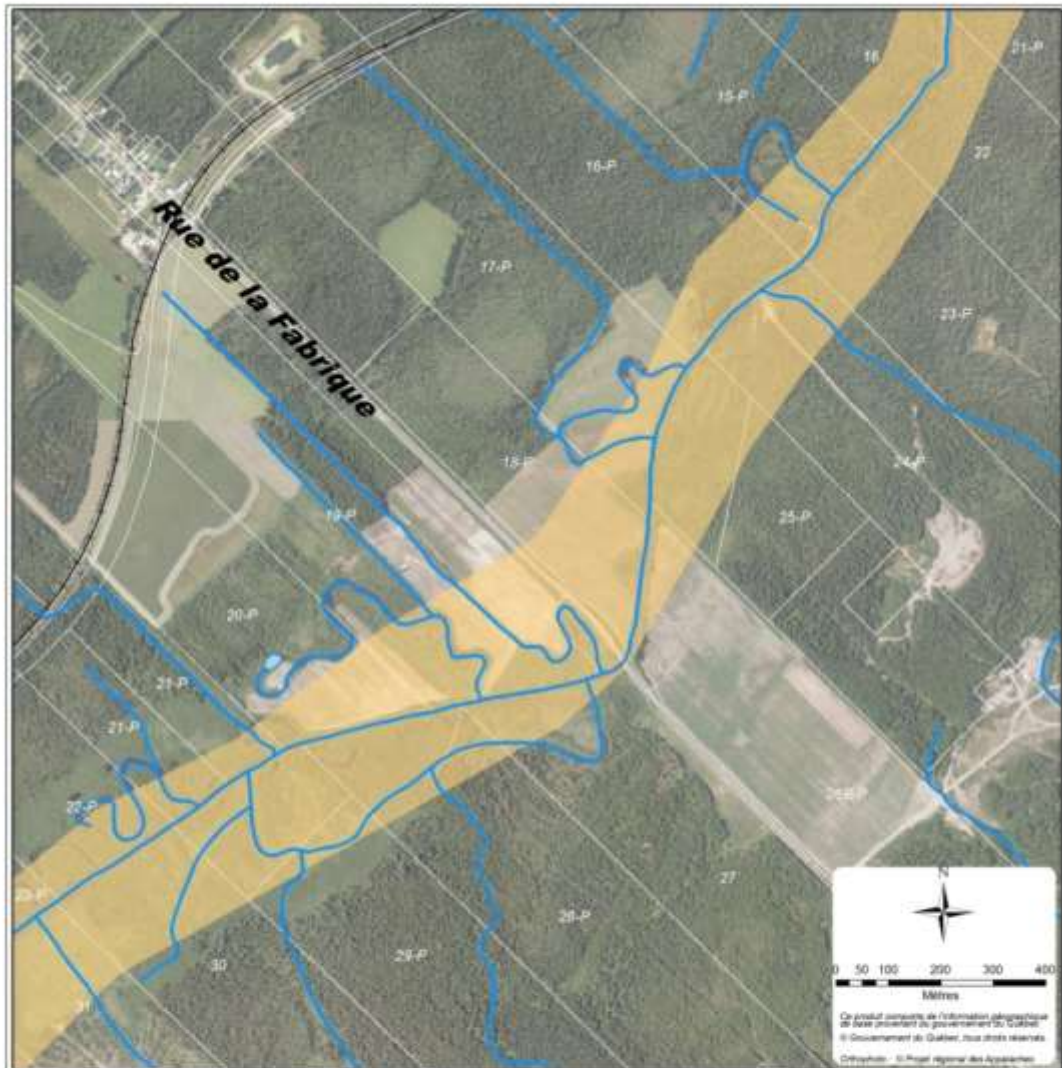 16
21-P
15-P
22
16-P
Rue de la Fabrique
17-P
23-P
18-P
24-P
19-P
25-P
20-P
21-P
21-P
22-P
27
23-P
28-P
29-P
30
N
0 50 100 200 300 400
Mètres
Ce produit comporte de l'information géographique
de base provenant du gouvernement du Québec.
© Gouvernement du Québec, tous droits réservés.
Orthophoto : © Projet régional des Appalaches